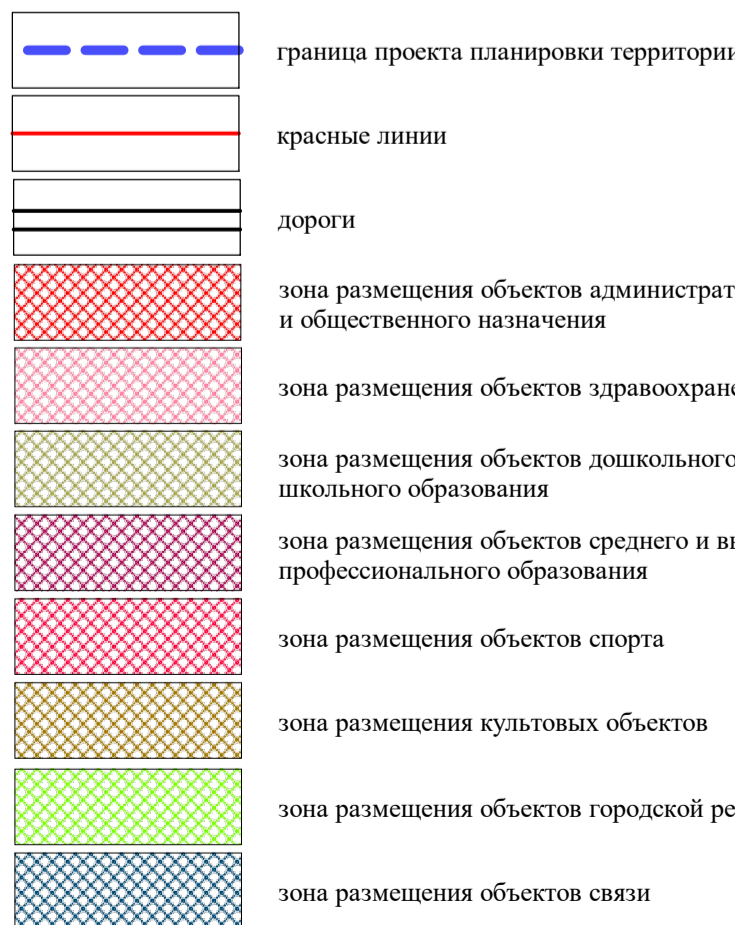 граница проекта планировки территории
красные линии
дороги
зона размещения объектов администрат
и общественного назначения
зона размещения объектов здравоохране
зона размещения объектов дошкольного
школьного образования
зона размещения объектов среднего и вы
профессионального образования
зона размещения объектов спорта
зона размещения культовых объектов
зона размещения объектов городской ре
зона размещения объектов связи